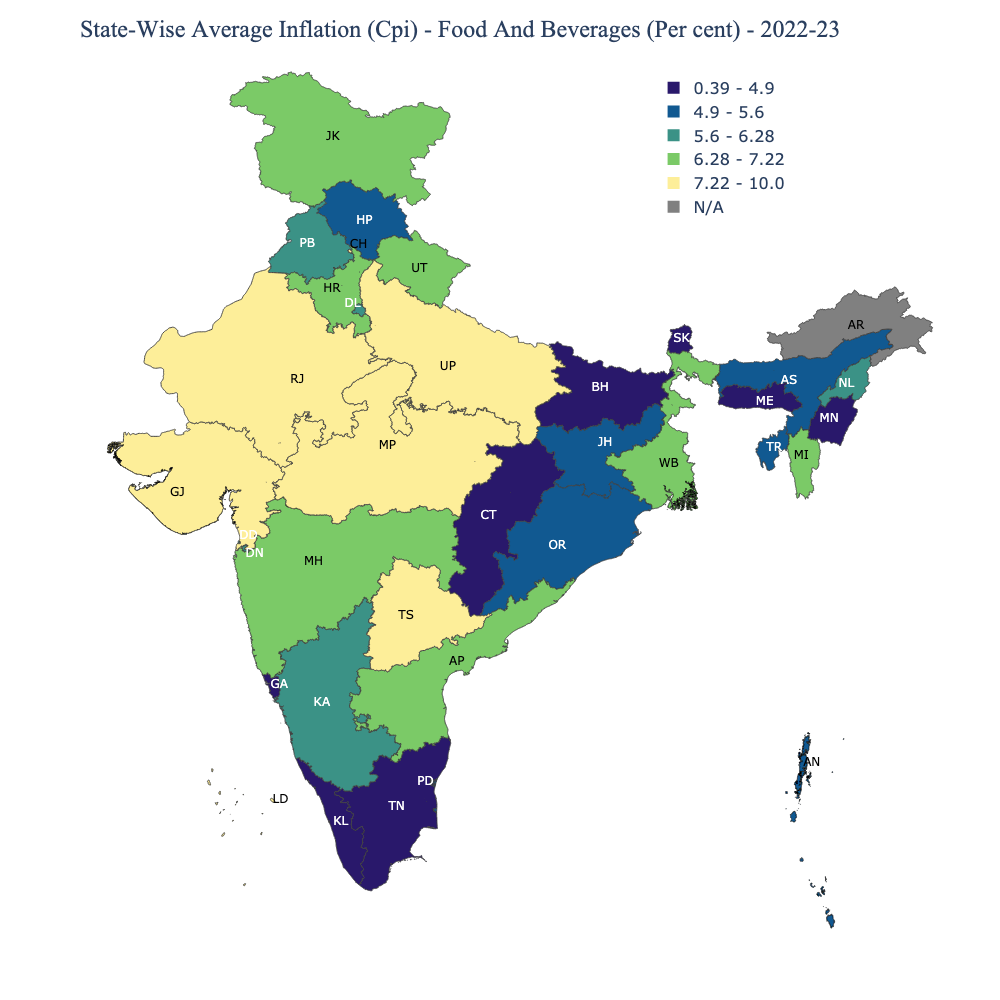 State-Wise Average Inflation (Cpi) - Food And Beverages (Per cent) - 2022-23
0.39 - 4.9
4.9 - 5.6
5.6 - 6.28
6.28 - 7.22
7.22 - 10.0
N/A
JK
HP
PB
CH
UT
HR
DL
AR
SK
UP
RJ
AS
NL
BH
ME
MN
JH
MP
TR
MI
WB
GJ
CT
DD
OR
DN
MH
TS
AP
GA
KA
AN
PD
LD
TN
KL